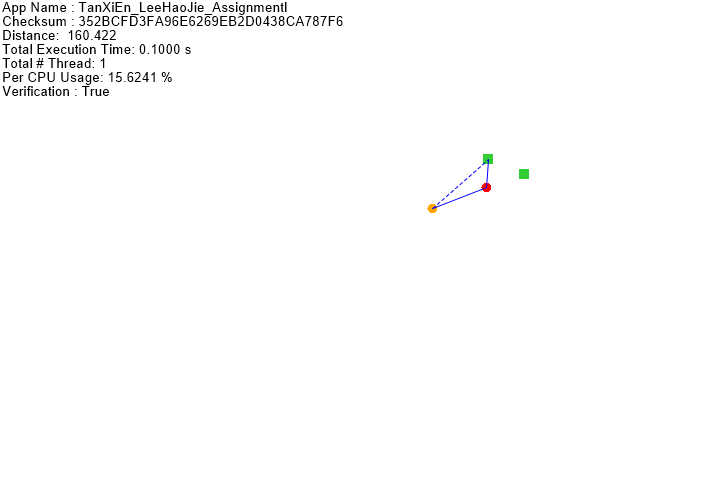 App Name : TanXiEn_LeeHaoJie_AssignmentI
Checksum : 352BCFD3FA96E6269EB2D0438CA787F6
Distance:  160.422
Total Execution Time: 0.1000 s
Total # Thread: 1
Per CPU Usage: 15.6241 %
Verification : True